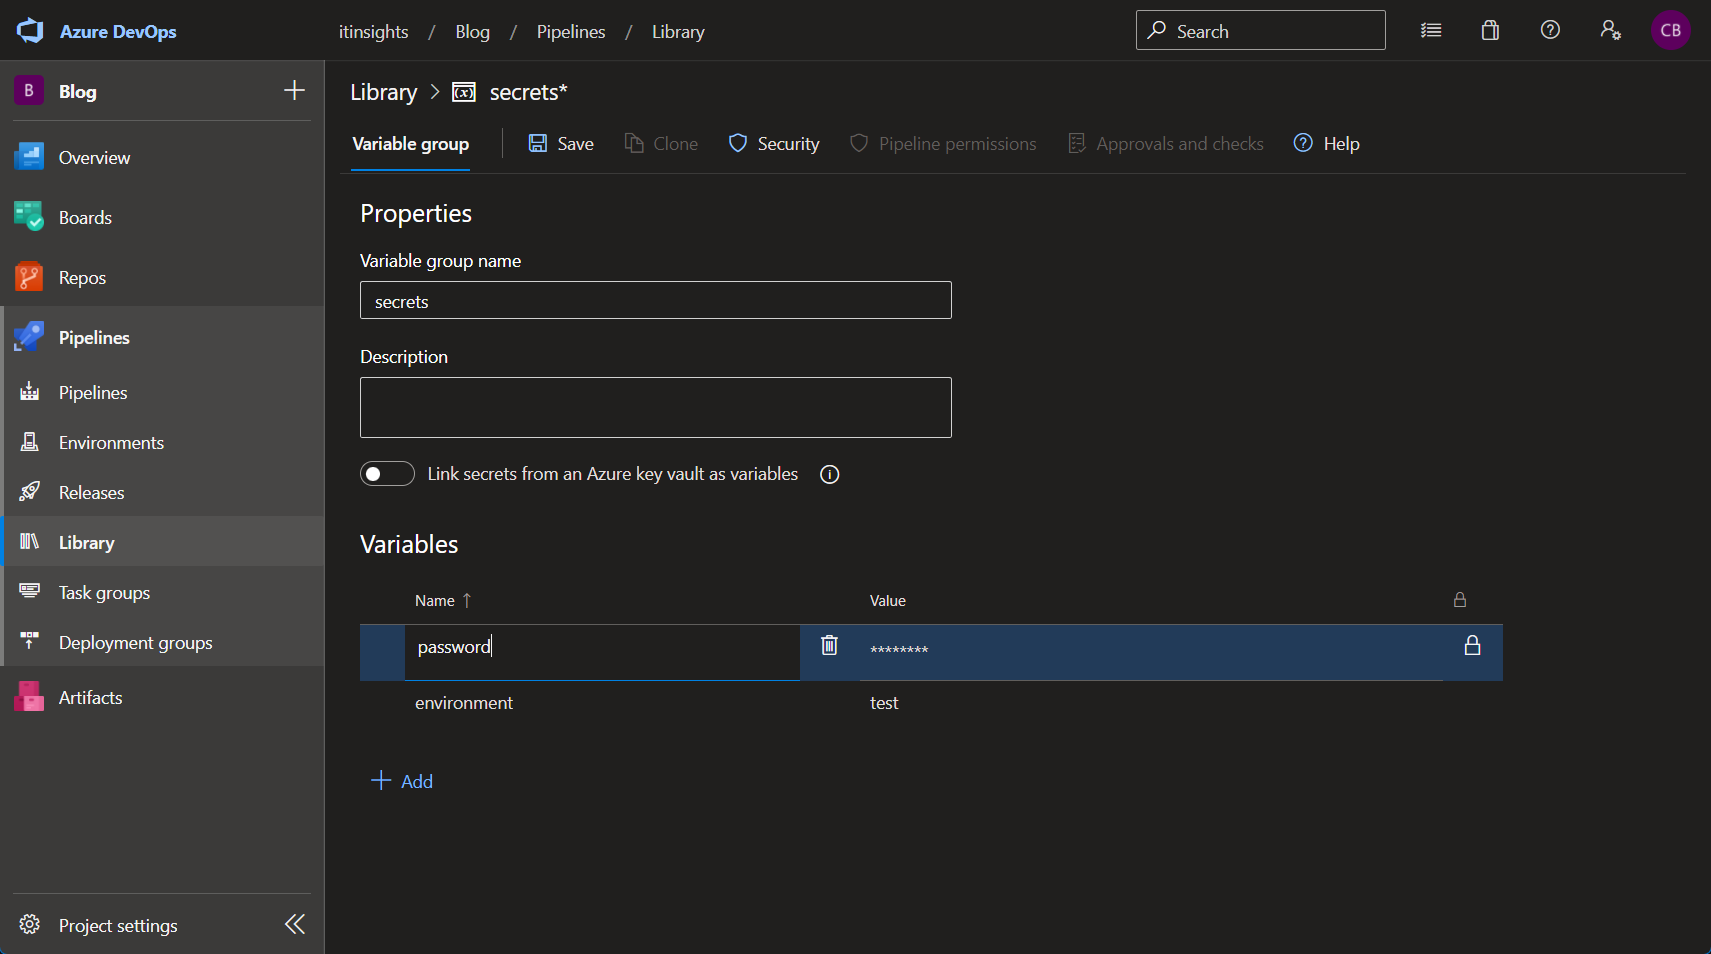 Azure DevOps
itinsights / Blog / Pipelines / Library
Search
CB
B Blog
Overview
Boards
Repos
Pipelines
Pipelines
Environments
Releases
Library
Task groups
Deployment groups
Artifacts
Project settings
Library > (x) secrets*
Variable group
Save
Clone
Security
Pipeline permissions
Approvals and checks
Help
Properties
Variable group name
secrets
Description
Link secrets from an Azure key vault as variables
Variables
Name ↑ Value
password ********
environment test
+ Add